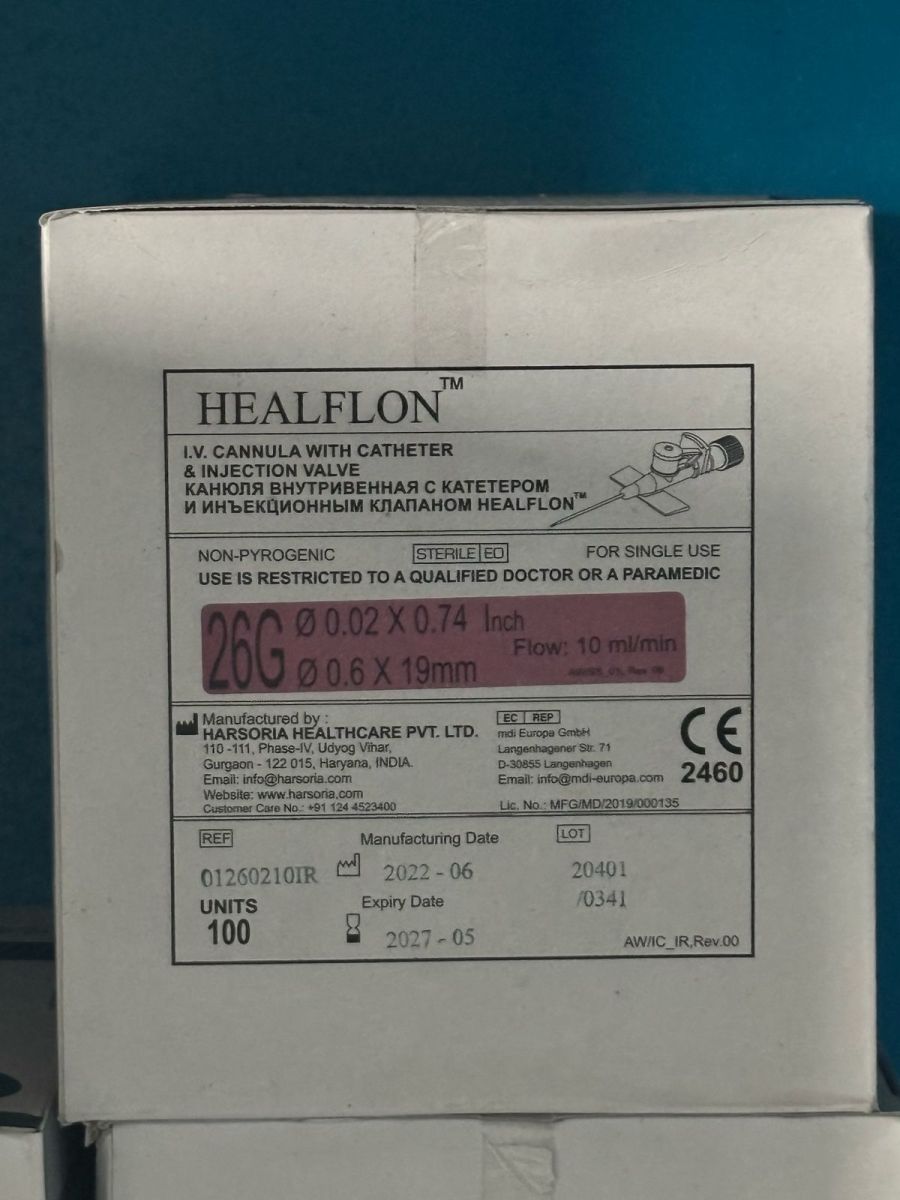 HEALFLON™
I.V. CANNULA WITH CATHETER
& INJECTION VALVE
КАНЮЛЯ ВНУТРИВЕННАЯ С КАТЕТЕРОМ
И ИНЪЕКЦИОННЫМ КЛАПАНОМ HEALFLON™
NON-PYROGENIC STERILE EO FOR SINGLE USE
USE IS RESTRICTED TO A QUALIFIED DOCTOR OR A PARAMEDIC
26G
Ø 0.02 X 0.74 Inch
Flow: 10 ml/min
Ø 0.6 X 19mm
Manufactured by :
HARSORIA HEALTHCARE PVT. LTD.
110 -111, Phase-IV, Udyog Vihar,
Gurgaon - 122 015, Haryana, INDIA.
Email: info@harsoria.com
Website: www.harsoria.com
Customer Care No.: +91 124 4523400
EC REP
mdi Europa GmbH
Langenhagener Str. 71
D-30855 Langenhagen
Email: info@mdi-europa.com
Lic. No.: MFG/MD/2019/000135
CE
2460
REF
01260210IR
UNITS
100
Manufacturing Date
2022 - 06
Expiry Date
2027 - 05
LOT
20401
/0341
AW/IC_IR,Rev.00